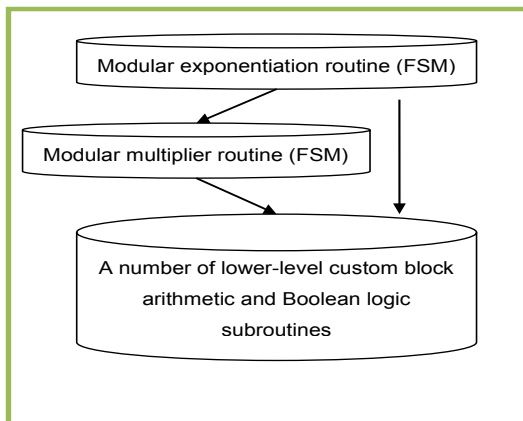 Modular exponentiation routine (FSM)
Modular multiplier routine (FSM)
A number of lower-level custom block
arithmetic and Boolean logic
subroutines